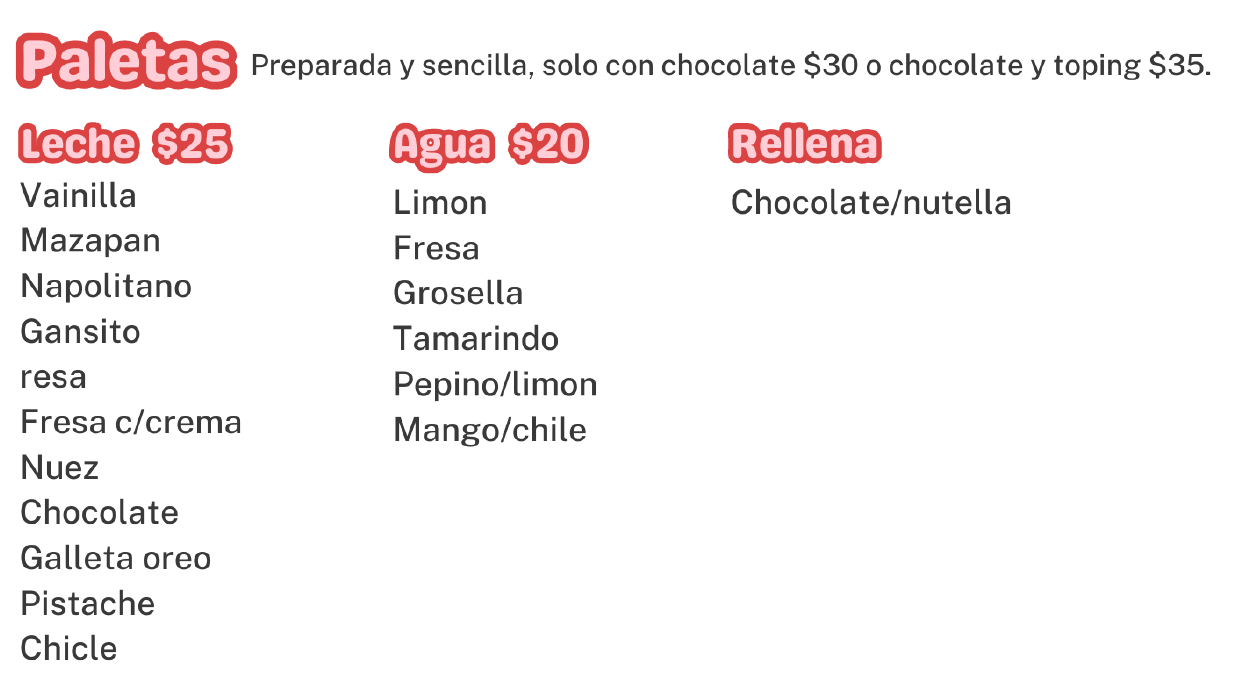 Paletas Preparada y sencilla, solo con chocolate $30 o chocolate y toping $35.
Leche $25
Vainilla
Mazapan
Napolitano
Gansito
resa
Fresa c/crema
Nuez
Chocolate
Galleta oreo
Pistache
Chicle
Agua $20
Limon
Fresa
Grosella
Tamarindo
Pepino/limon
Mango/chile
Rellena
Chocolate/nutella